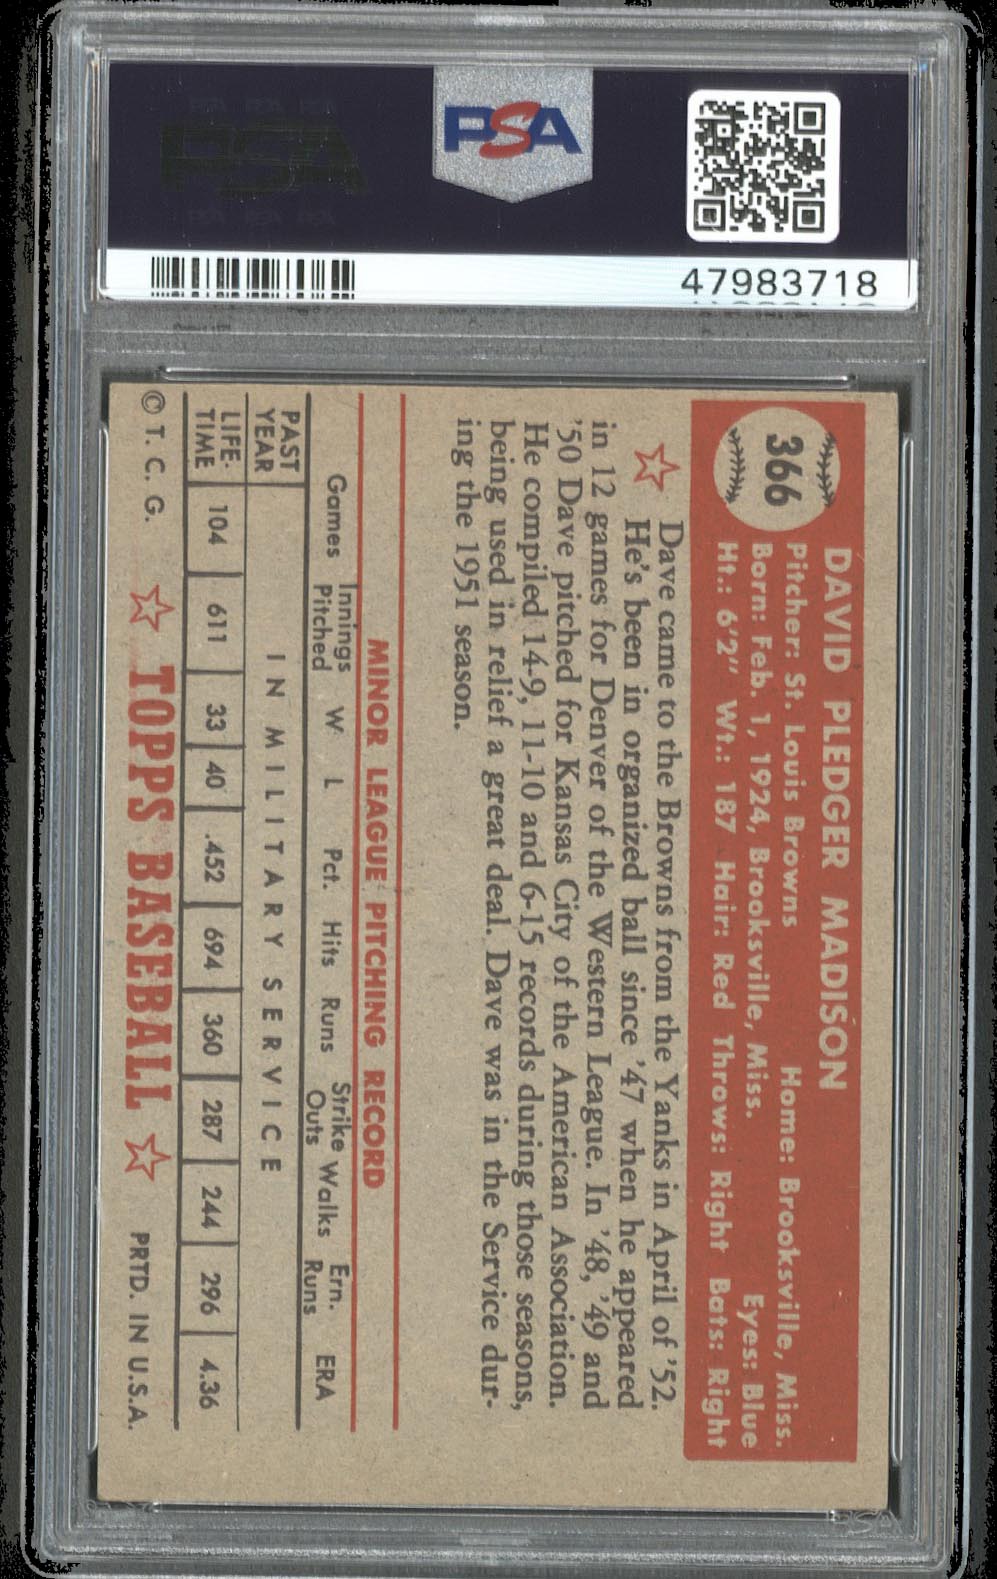 PSA
47983718
366
DAVID PLEDGER MADISON
Pitcher: St. Louis Browns Home: Brooksville, Miss.
Born: Feb. 1, 1924, Brooksville, Miss. Eyes: Blue
Ht.: 6'2" Wt.: 187 Hair: Red Throws: Right Bats: Right
Dave came to the Browns from the Yanks in April of '52.
He's been in organized ball since '47 when he appeared
in 12 games for Denver of the Western League. In '48, '49 and
'50 Dave pitched for Kansas City of the American Association.
He compiled 14-9, 11-10 and 6-15 records during those seasons,
being used in relief a great deal. Dave was in the Service dur-
ing the 1951 season.
MINOR LEAGUE PITCHING RECORD
Games Innings Pitched W L Pct. Hits Runs Strike Outs Walks Ern. Runs ERA
PAST YEAR IN MILITARY SERVICE
LIFE-TIME 104 611 33 40 .452 694 360 287 244 296 4.36
© T. C. G. TOPPS BASEBALL PRTD. IN U.S.A.